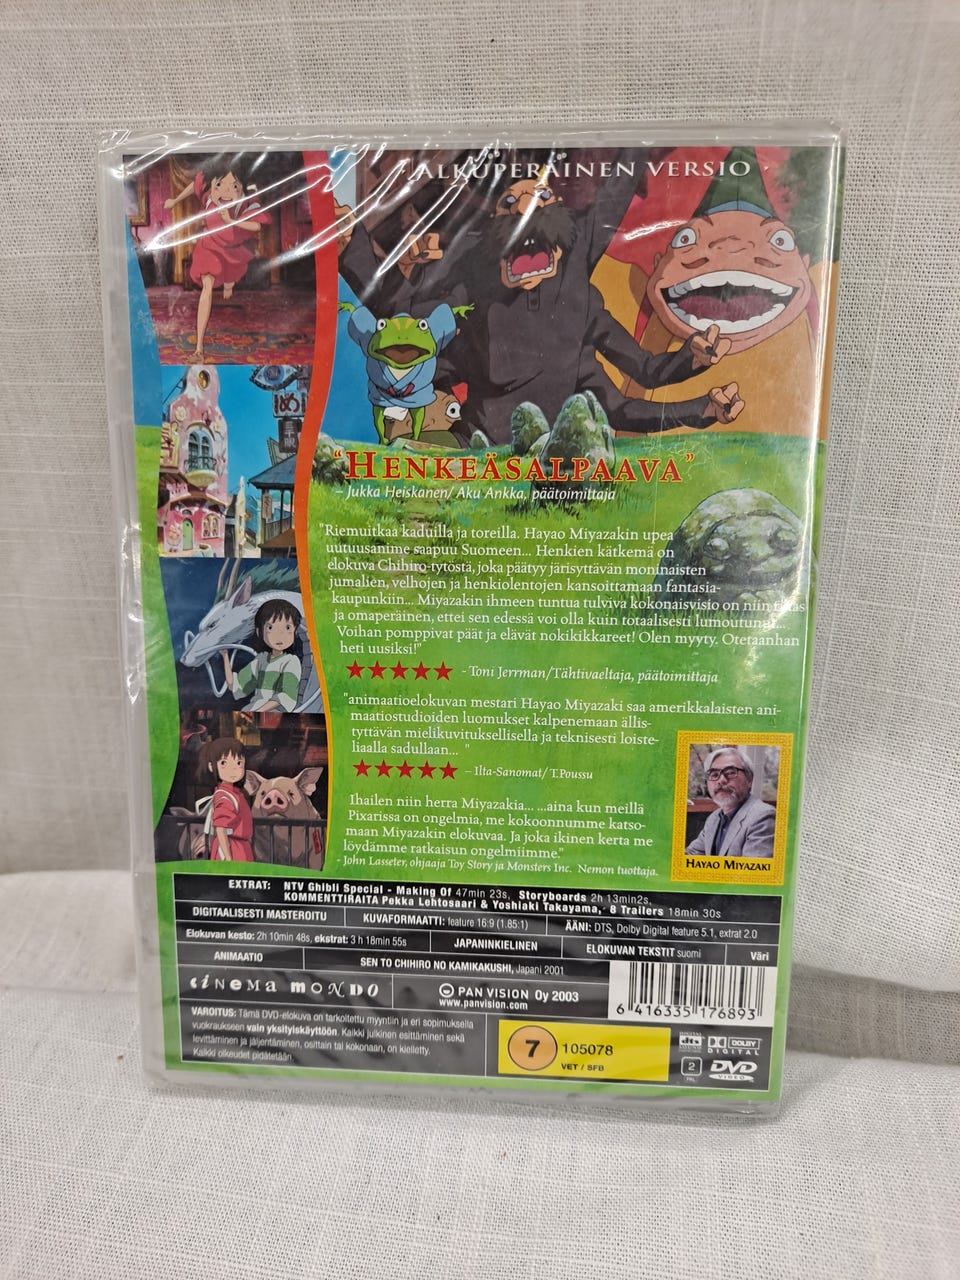 ALKUPERÄINEN VERSIO
め
"HENKEÄSALPAAVA"
– Jukka Heiskanen/ Aku Ankka, päätoimittaja
"Riemuitkaa kaduilla ja toreilla. Hayao Miyazakin upea
uutuusanime saapuu Suomeen... Henkien kätkemä on
elokuva Chihiro-tytöstä, joka päätyy järisyttävän moninaisten
jumalien, velhojen ja henkiolentojen kansoittamaan fantasia-
kaupunkiin... Miyazakin ihmeen tuntua tulviva kokonaisvisio on niin
ja omaperäinen, ettei sen edessä voi olla kuin totaalisesti lumoutunut...
Voihan pomppivat päät ja elävät nokikikkareet! Olen myyty. Otetaanhan
heti uusiksi!"
★★★★★ - Toni Jerrman/Tähtivaeltaja, päätoimittaja
"animaatioelokuvan mestari Hayao Miyazaki saa amerikkalaisten ani-
maatiostudioiden luomukset kalpenemaan ällis-
tyttävän mielikuvituksellisella ja teknisesti loiste-
liaalla sadullaan... "
★★★★★ – Ilta-Sanomat/ T.Poussu
Ihailen niin herra Miyazakia... ...aina kun meillä
Pixarissa on ongelmia, me kokoonnumme katso-
maan Miyazakin elokuvaa. Ja joka ikinen kerta me
löydämme ratkaisun ongelmiimme."
- John Lasseter, ohjaaja Toy Story ja Monsters Inc. Nemon tuottaja.
HAYAO MIYAZAKI
EXTRAT: NTV Ghibli Special - Making Of 47min 23s, Storyboards 2h 13min2s,
KOMMENTTIRAITA Pekka Lehtosaari & Yoshiaki Takayama, 8 Trailers 18min 30s
DIGITAALISESTI MASTEROITU KUVAFORMAATTI: feature 16:9 (1.85:1) ÄÄNI: DTS, Dolby Digital feature 5.1, extrat 2.0
Elokuvan kesto: 2h 10min 48s, ekstrat: 3 h 18min 55s JAPANINKIELINEN ELOKUVAN TEKSTIT suomi Väri
ANIMAATIO SEN TO CHIHIRO NO KAMIKAKUSHI, Japani 2001
CINEMA MONDO PAN VISION Oy 2003
www.panvision.com
6 416335 176893
VAROITUS: Tämä DVD-elokuva on tarkoitettu myyntiin ja eri sopimuksella
vuokraukseen vain yksityiskäyttöön. Kaikki julkinen esittäminen sekä
levittäminen ja jäljentäminen, osittain tai kokonaan, on kielletty.
Kaikki oikeudet pidätetään.
7 105078
VET / SFB
dts DOLBY
DIGITAL
2
PAL
DVD
VIDEO